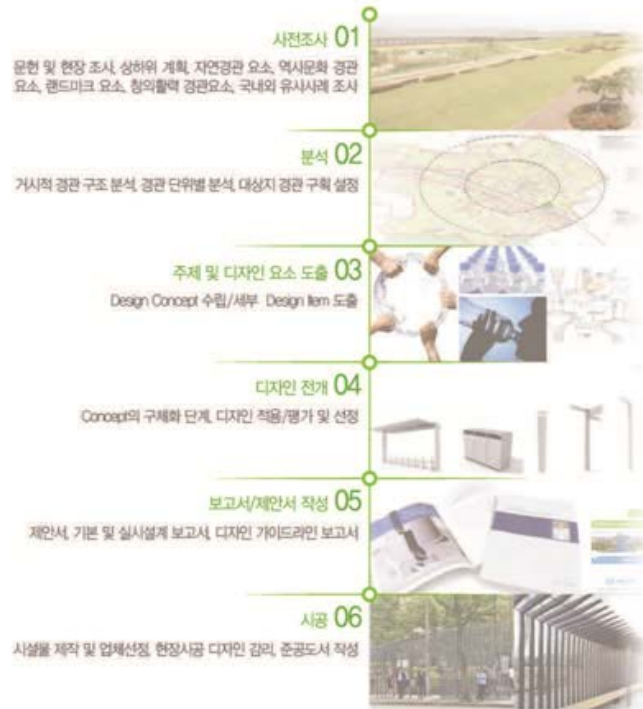 사전조사 01
문헌 및 현장 조사, 상하위 계획, 자연경관 요소, 역사문화 경관
요소, 랜드마크 요소, 창의활력 경관요소, 국내외 유사사례 조사
분석 02
거시적 경관 구조 분석, 경관 단위별 분석, 대상지 경관 구획 설정
주제 및 디자인 요소 도출 03
Design Concept 수립/세부 Design Item 도출
디자인 전개 04
Concept의 구체화 단계, 디자인 적용/평가 및 선정
보고서/제안서 작성 05
제안서, 기본 및 실시설계 보고서, 디자인 가이드라인 보고서
시공 06
시설물 제작 및 업체선정, 현장시공 디자인 감리, 준공도서 작성